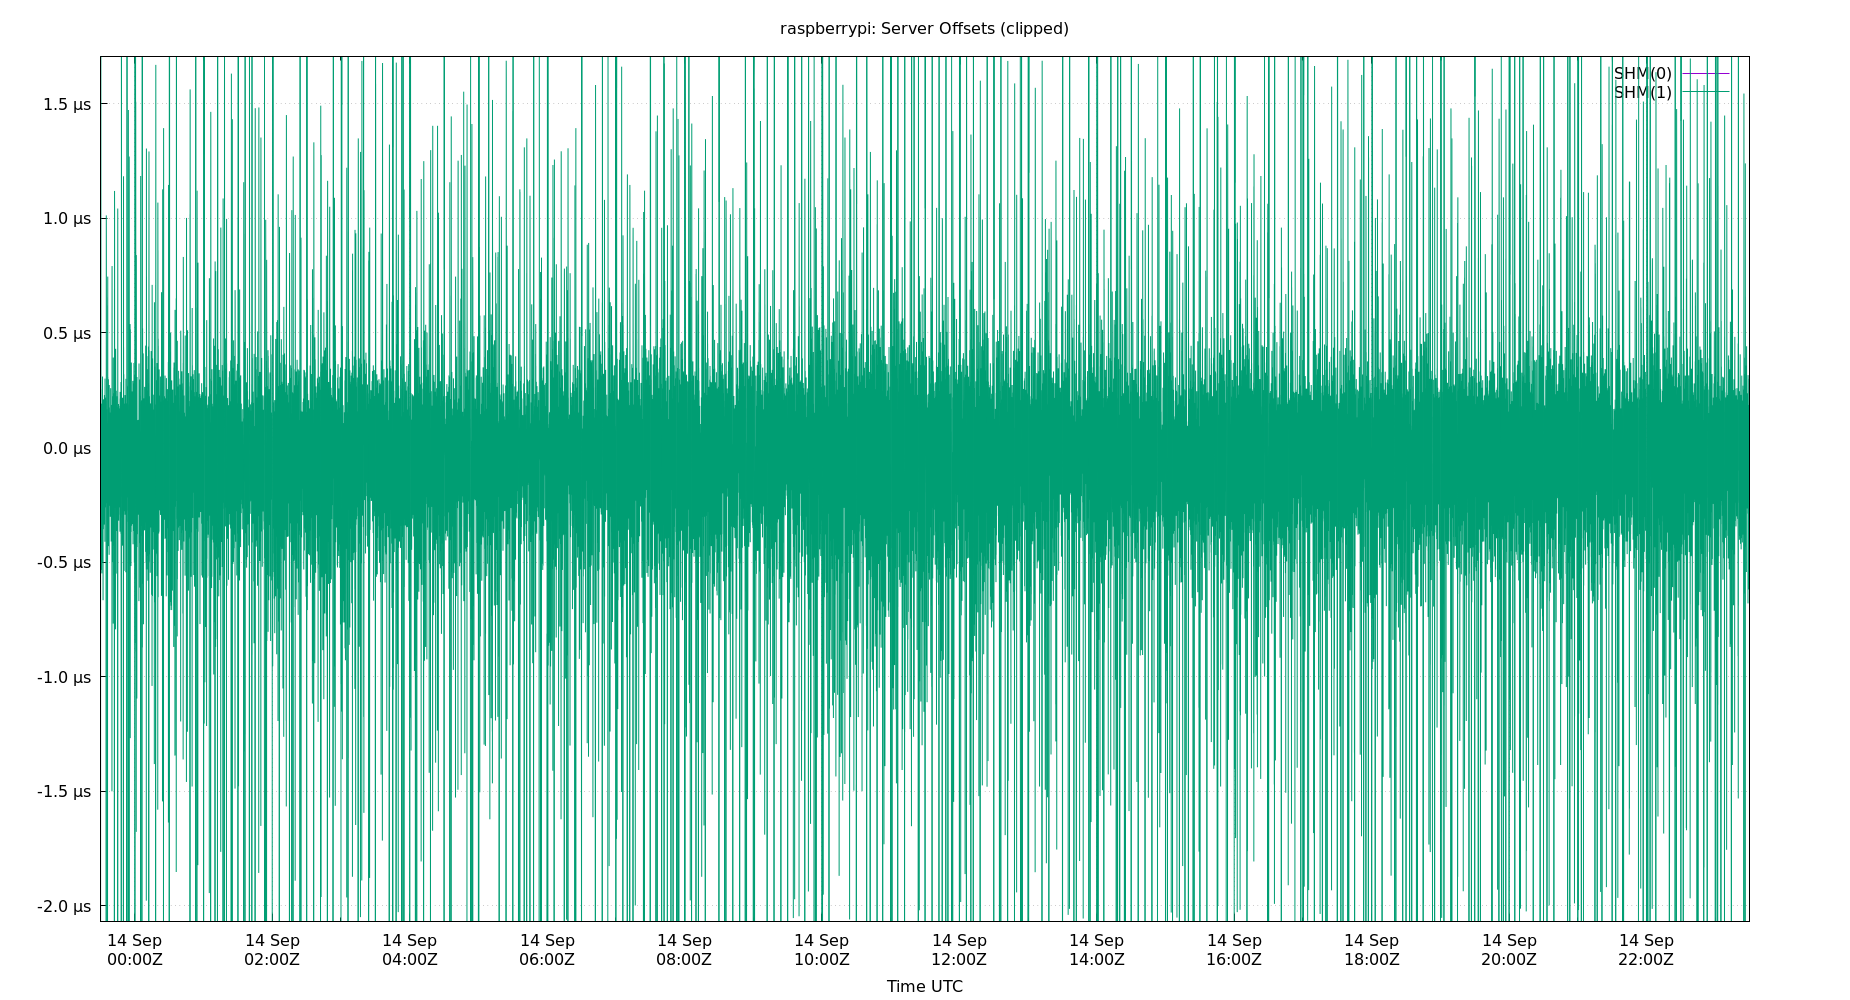 raspberrypi: Server Offsets (clipped)
SHM(0)
SHM(1)
1.5 µs
1.0 µs
0.5 µs
0.0 µs
-0.5 µs
-1.0 µs
-1.5 µs
-2.0 µs
14 Sep 14 Sep 14 Sep 14 Sep 14 Sep 14 Sep 14 Sep 14 Sep 14 Sep 14 Sep 14 Sep 14 Sep
00:00Z 02:00Z 04:00Z 06:00Z 08:00Z 10:00Z 12:00Z 14:00Z 16:00Z 18:00Z 20:00Z 22:00Z
Time UTC